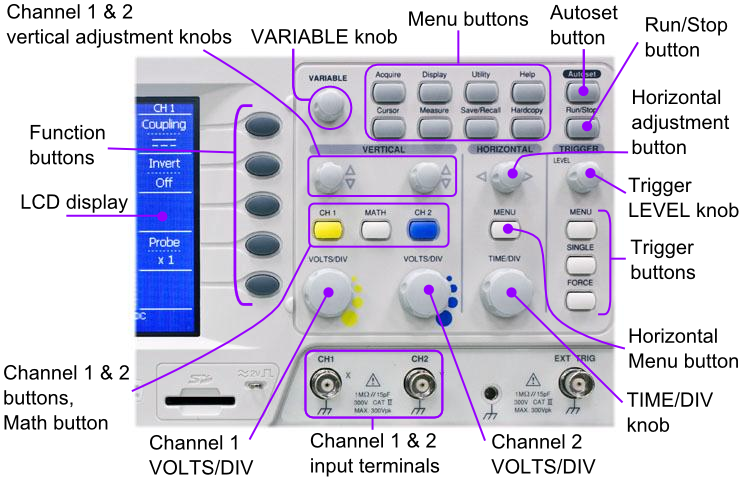 Channel 1 & 2
vertical adjustment knobs
VARIABLE knob
Menu buttons
Autoset
button
Run/Stop
button
Horizontal
adjustment
button
Trigger
LEVEL knob
Trigger
buttons
Horizontal
Menu button
TIME/DIV
knob
Function
buttons
LCD display
Channel 1 & 2
buttons,
Math button
Channel 1
VOLTS/DIV
Channel 1 & 2
input terminals
Channel 2
VOLTS/DIV
CH 1
Coupling
Invert
Off
Probe
x 1
DC
VARIABLE
Acquire Display Utility Help Autoset
Cursor Measure Save/Recall Hardcopy Run/Stop
VERTICAL HORIZONTAL TRIGGER
LEVEL
CH 1 MATH CH 2 MENU MENU
SINGLE
FORCE
VOLTS/DIV VOLTS/DIV TIME/DIV
SD
≈2V
CH1 CH2 EXT TRIG
X Y
1MΩ//15pF
300V CAT II
MAX. 300Vpk
1MΩ//15pF
300V CAT II
MAX. 300Vpk